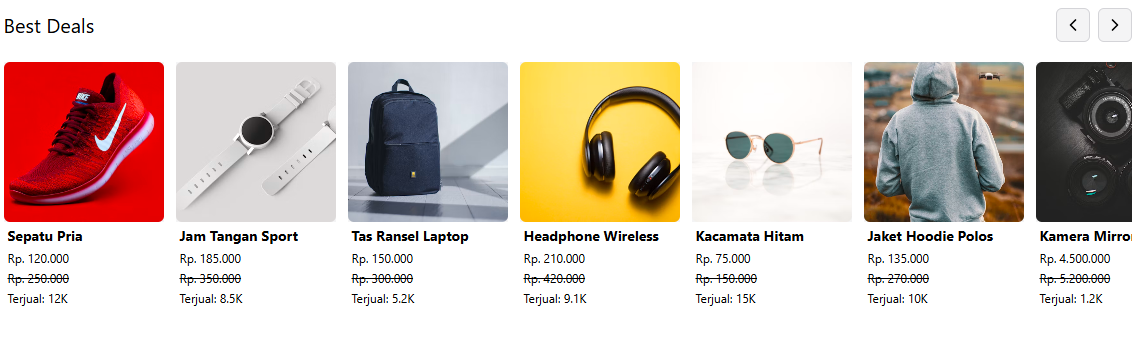 Best Deals
NIKE
Sepatu Pria
Rp. 120.000
Rp. 250.000
Terjual: 12K
Jam Tangan Sport
Rp. 185.000
Rp. 350.000
Terjual: 8.5K
Tas Ransel Laptop
Rp. 150.000
Rp. 300.000
Terjual: 5.2K
Headphone Wireless
Rp. 210.000
Rp. 420.000
Terjual: 9.1K
Kacamata Hitam
Rp. 75.000
Rp. 150.000
Terjual: 15K
Jaket Hoodie Polos
Rp. 135.000
Rp. 270.000
Terjual: 10K
Kamera Mirro
Rp. 4.500.000
Rp. 5.200.000
Terjual: 1.2K